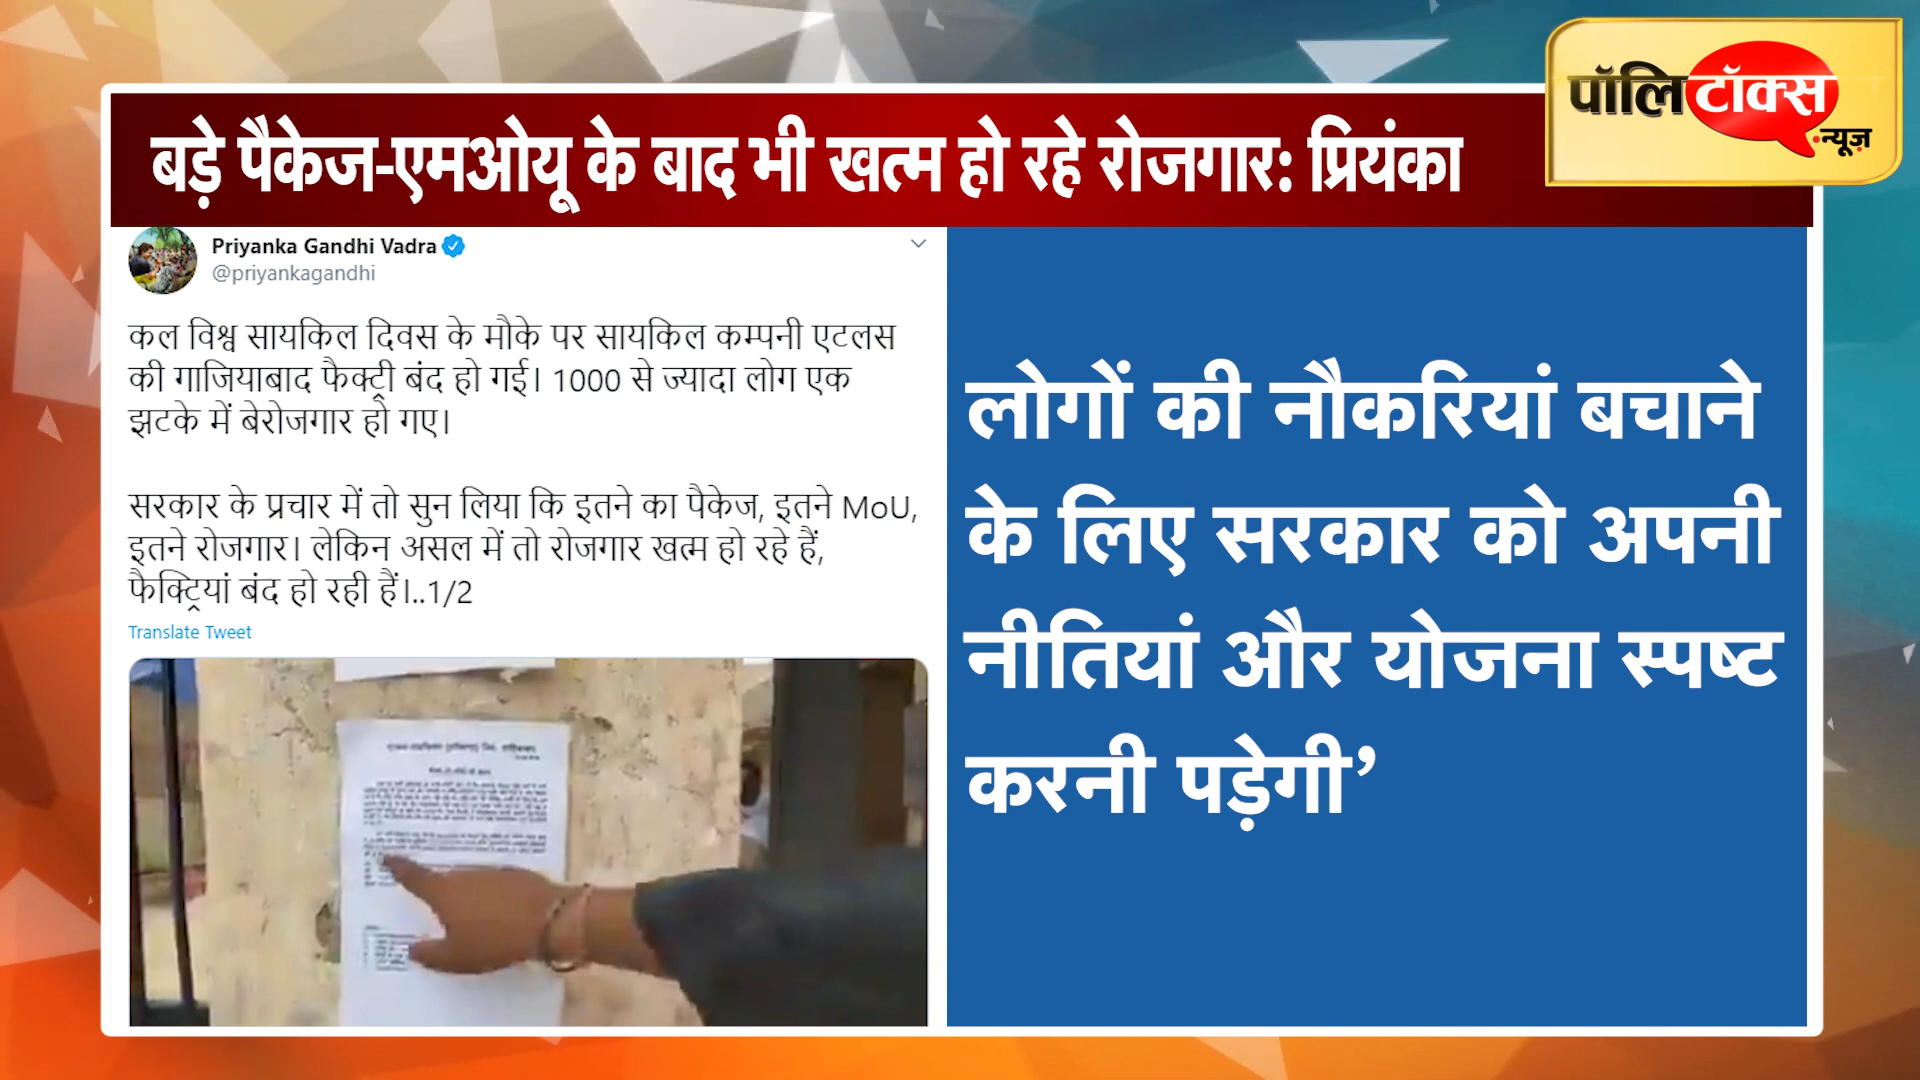 पॉलिटॉक्स
न्यूज़
बड़े पैकेज-एमओयू के बाद भी खत्म हो रहे रोजगार: प्रियंका
Priyanka Gandhi Vadra
@priyankagandhi
कल विश्व सायकिल दिवस के मौके पर सायकिल कम्पनी एटलस
की गाजियाबाद फैक्ट्री बंद हो गई। 1000 से ज्यादा लोग एक
झटके में बेरोजगार हो गए।
सरकार के प्रचार में तो सुन लिया कि इतने का पैकेज, इतने MoU,
इतने रोजगार। लेकिन असल में तो रोजगार खत्म हो रहे हैं,
फैक्ट्रियां बंद हो रही हैं।..1/2
Translate Tweet
लोगों की नौकरियां बचाने
के लिए सरकार को अपनी
नीतियां और योजना स्पष्ट
करनी पड़ेगी’